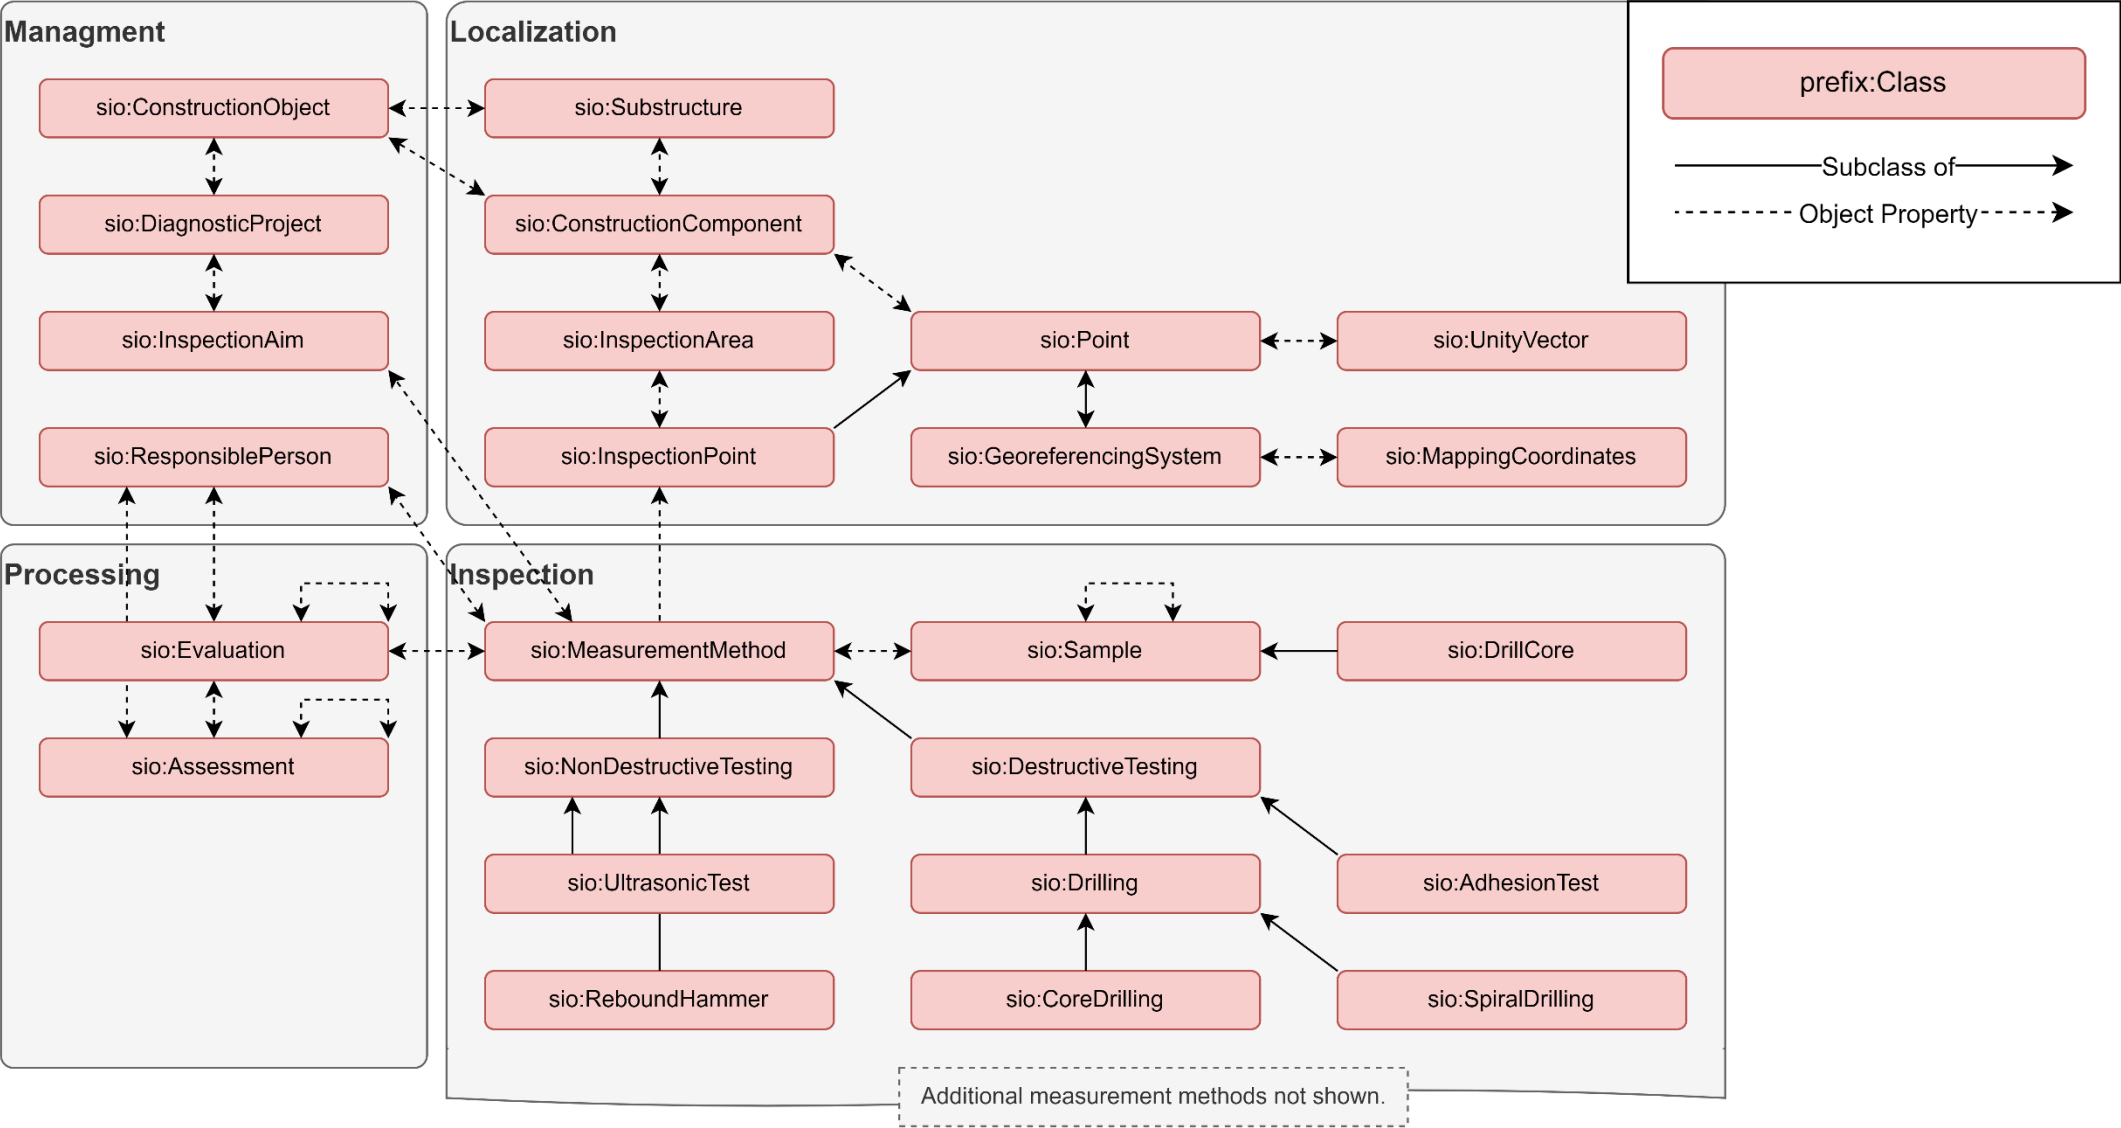 Managment
sio:ConstructionObject
sio:DiagnosticProject
sio:InspectionAim
sio:ResponsiblePerson
Localization
sio:Substructure
sio:ConstructionComponent
sio:InspectionArea
sio:Point
sio:UnityVector
sio:InspectionPoint
sio:GeoreferencingSystem
sio:MappingCoordinates
prefix:Class
Subclass of
Object Property
Processing
sio:Evaluation
sio:Assessment
Inspection
sio:MeasurementMethod
sio:Sample
sio:DrillCore
sio:NonDestructiveTesting
sio:DestructiveTesting
sio:UltrasonicTest
sio:Drilling
sio:AdhesionTest
sio:ReboundHammer
sio:CoreDrilling
sio:SpiralDrilling
Additional measurement methods not shown.